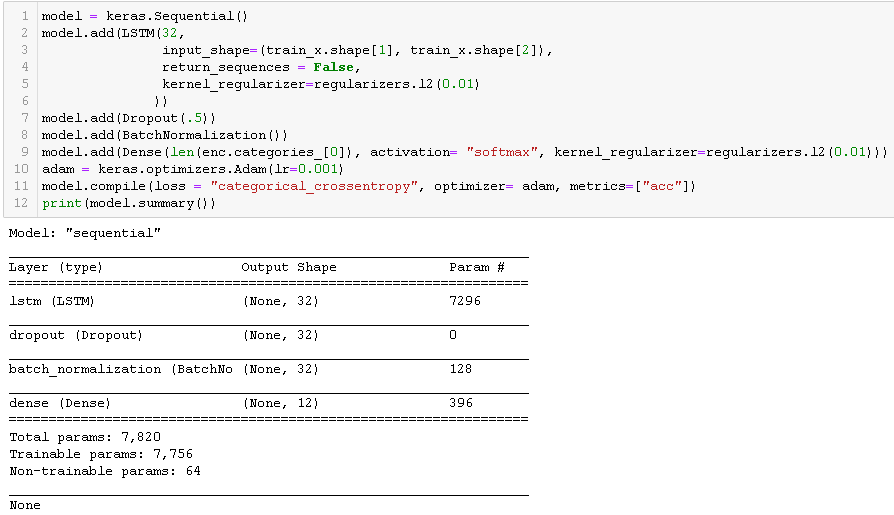 1 model = keras.Sequential()
2 model.add(LSTM(32,
3 input_shape=(train_x.shape[1], train_x.shape[2]),
4 return_sequences = False,
5 kernel_regularizer=regularizers.l2(0.01)
6 ))
7 model.add(Dropout(.5))
8 model.add(BatchNormalization())
9 model.add(Dense(len(enc.categories_[0]), activation= "softmax", kernel_regularizer=regularizers.l2(0.01)))
10 adam = keras.optimizers.Adam(lr=0.001)
11 model.compile(loss = "categorical_crossentropy", optimizer= adam, metrics=["acc"])
12 print(model.summary())
Model: "sequential"
Layer (type) Output Shape Param #
lstm (LSTM) (None, 32) 7296
dropout (Dropout) (None, 32) 0
batch_normalization (BatchNo (None, 32) 128
dense (Dense) (None, 12) 396
Total params: 7,820
Trainable params: 7,756
Non-trainable params: 64
None